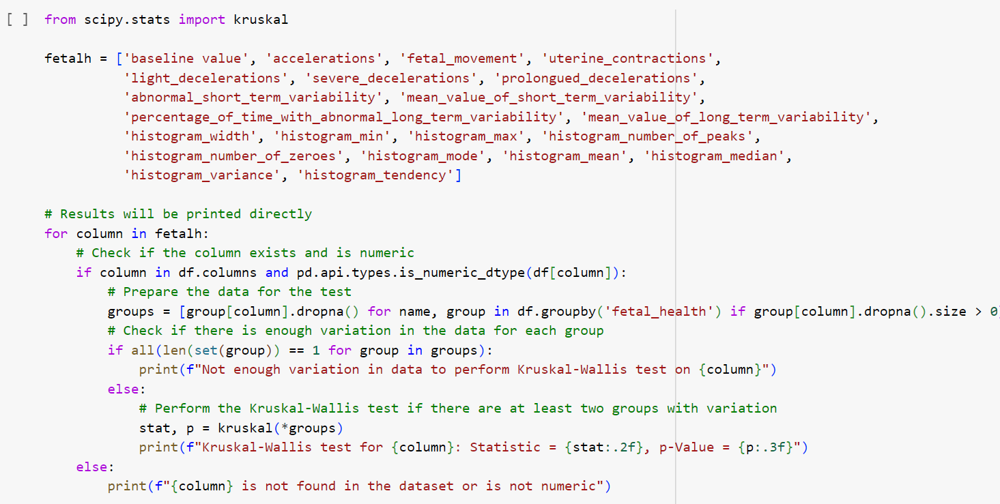 [ ] from scipy.stats import kruskal
fetalh = ['baseline value', 'accelerations', 'fetal_movement', 'uterine_contractions',
'light_decelerations', 'severe_decelerations', 'prolongued_decelerations',
'abnormal_short_term_variability', 'mean_value_of_short_term_variability',
'percentage_of_time_with_abnormal_long_term_variability', 'mean_value_of_long_term_variability',
'histogram_width', 'histogram_min', 'histogram_max', 'histogram_number_of_peaks',
'histogram_number_of_zeroes', 'histogram_mode', 'histogram_mean', 'histogram_median',
'histogram_variance', 'histogram_tendency']
# Results will be printed directly
for column in fetalh:
# Check if the column exists and is numeric
if column in df.columns and pd.api.types.is_numeric_dtype(df[column]):
# Prepare the data for the test
groups = [group[column].dropna() for name, group in df.groupby('fetal_health') if group[column].dropna().size > 0]
# Check if there is enough variation in the data for each group
if all(len(set(group)) == 1 for group in groups):
print(f"Not enough variation in data to perform Kruskal-Wallis test on {column}")
else:
# Perform the Kruskal-Wallis test if there are at least two groups with variation
stat, p = kruskal(*groups)
print(f"Kruskal-Wallis test for {column}: Statistic = {stat:.2f}, p-Value = {p:.3f}")
else:
print(f"{column} is not found in the dataset or is not numeric")